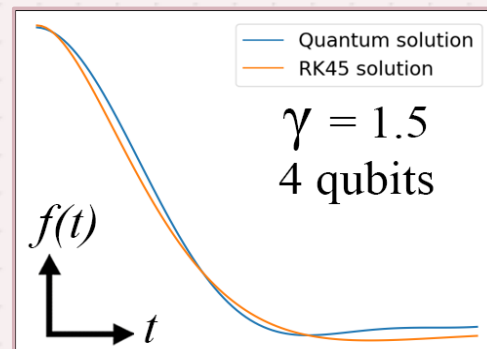 Quantum solution
RK45 solution
γ = 1.5
4 qubits
f(t)
t